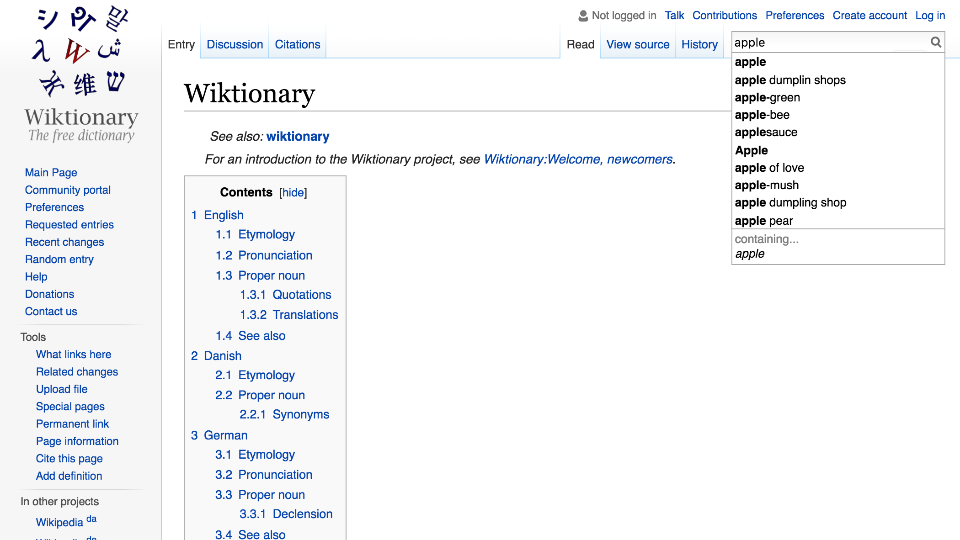 Not logged in Talk Contributions Preferences Create account Log in
Entry Discussion Citations
Read View source History
apple
apple
apple dumplin shops
apple-green
apple-bee
applesauce
Apple
apple of love
apple-mush
apple dumpling shop
apple pear
containing...
apple
Wiktionary
The free dictionary
Main Page
Community portal
Preferences
Requested entries
Recent changes
Random entry
Help
Donations
Contact us
Tools
What links here
Related changes
Upload file
Special pages
Permanent link
Page information
Cite this page
Add definition
In other projects
Wikipedia da
Wiktionary
See also: wiktionary
For an introduction to the Wiktionary project, see Wiktionary:Welcome, newcomers.
Contents [hide]
1 English
1.1 Etymology
1.2 Pronunciation
1.3 Proper noun
1.3.1 Quotations
1.3.2 Translations
1.4 See also
2 Danish
2.1 Etymology
2.2 Proper noun
2.2.1 Synonyms
3 German
3.1 Etymology
3.2 Pronunciation
3.3 Proper noun
3.3.1 Declension
3.4 See also